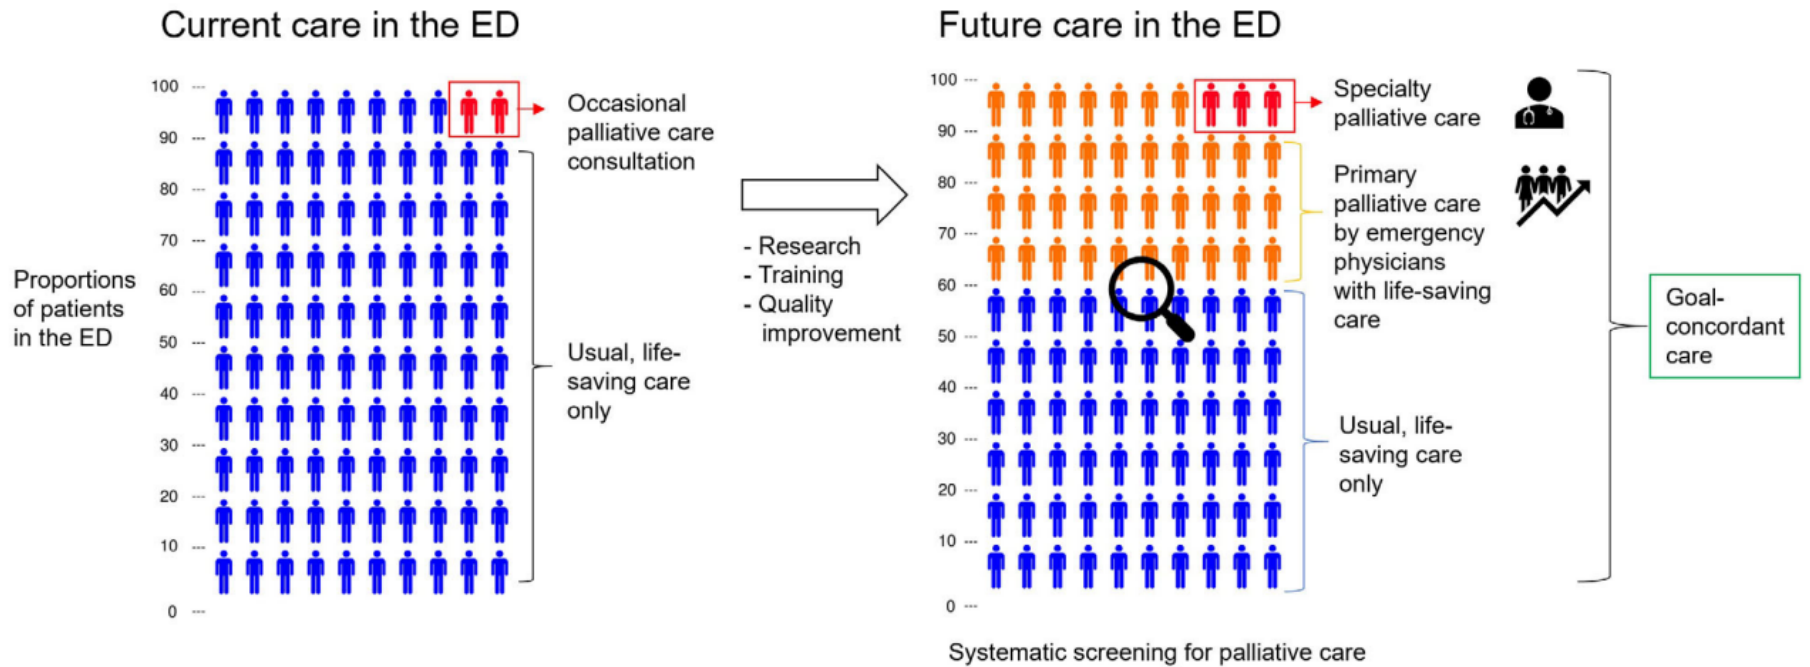 Current care in the ED
Future care in the ED
Proportions
of patients
in the ED
100 ---
90 ---
80 ---
70 ---
60 ---
50 ---
40 ---
30 ---
20 ---
10 ---
0 ---
Occasional
palliative care
consultation
Usual, life-
saving care
only
- Research
- Training
- Quality
improvement
100 ---
90 ---
80 ---
70 ---
60 ---
50 ---
40 ---
30 ---
20 ---
10 ---
0 ---
Specialty
palliative care
Primary
palliative care
by emergency
physicians
with life-saving
care
Usual, life-
saving care
only
Goal-
concordant
care
Systematic screening for palliative care